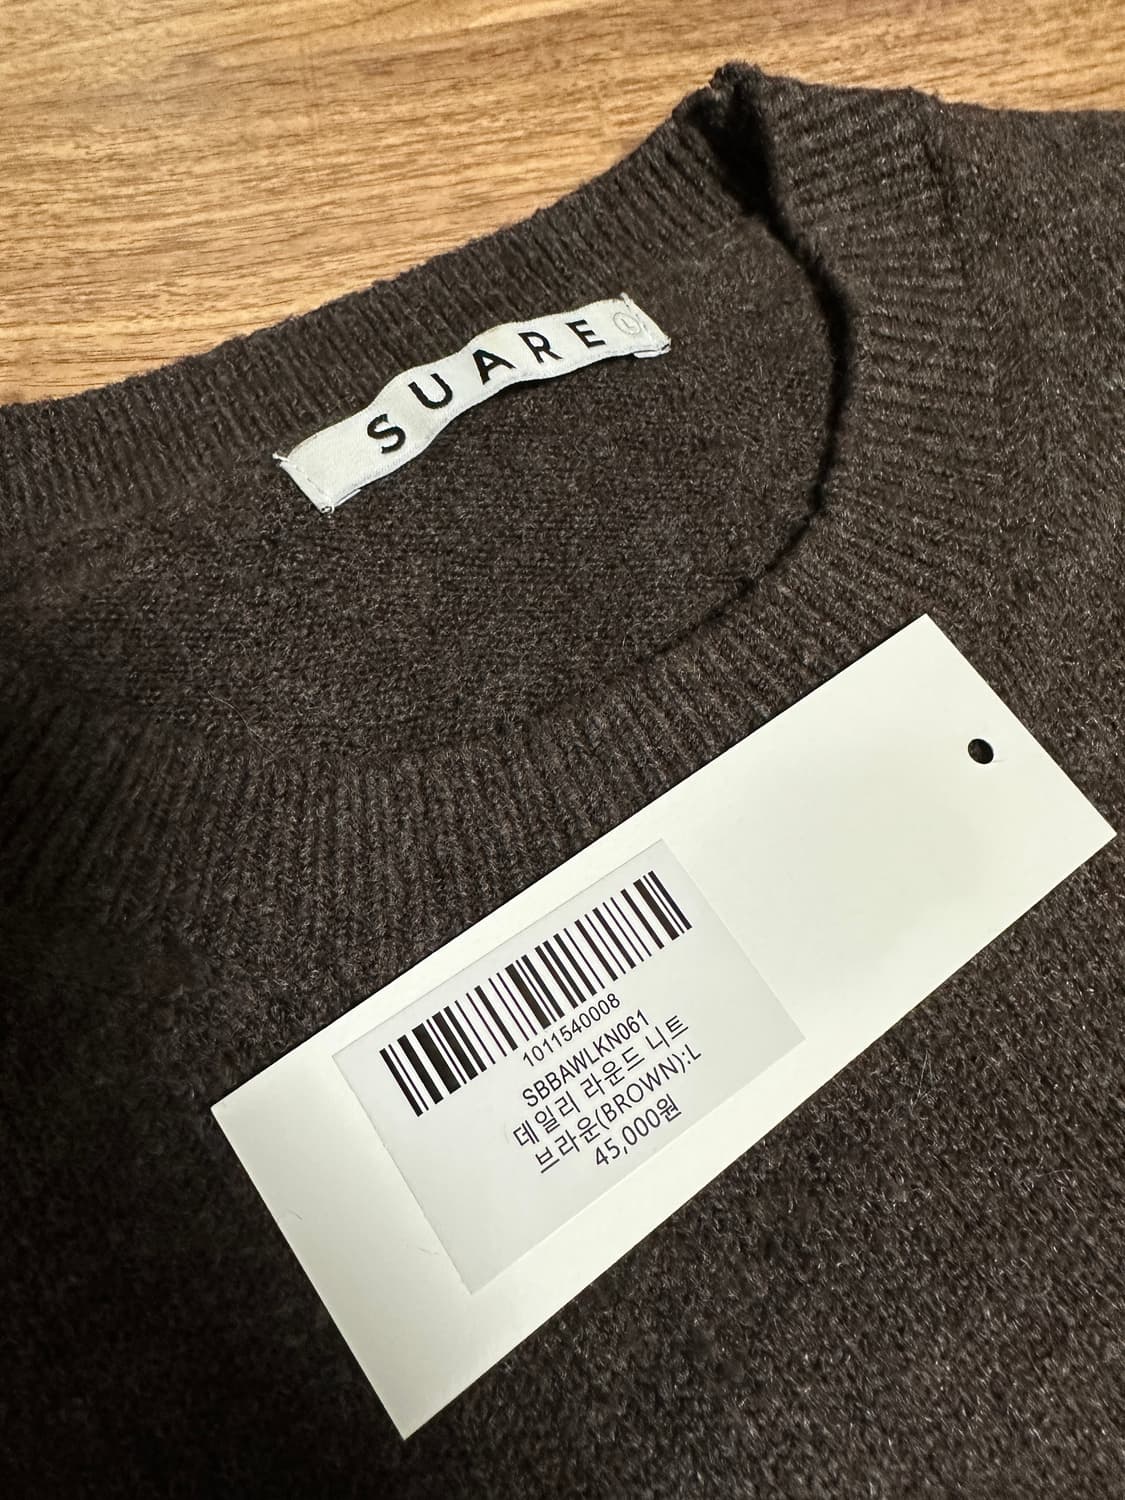 SUARE L
1011540008
SBBAWLKN061
데일리 라운드 니트
브라운(BROWN):L
45,000원